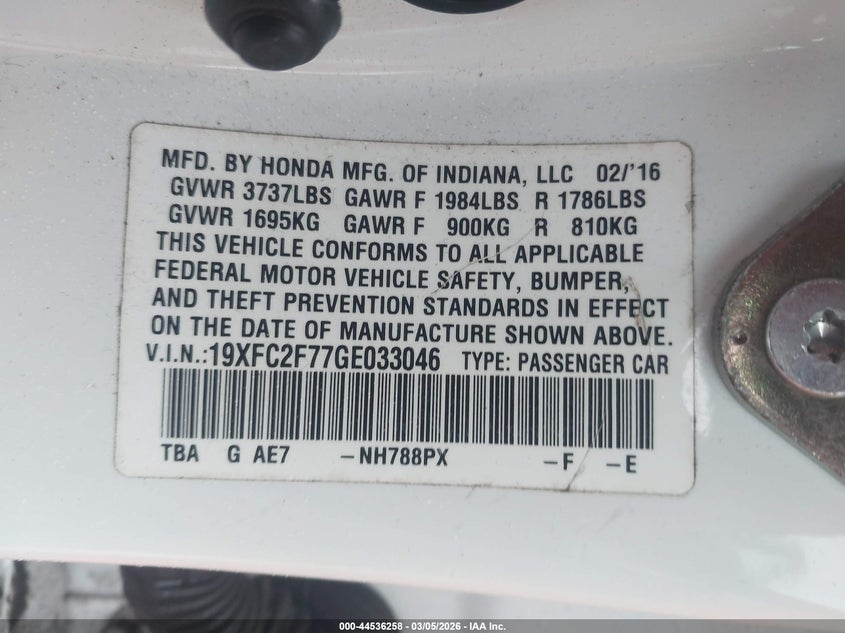 MFD. BY HONDA MFG. OF INDIANA, LLC 02/'16
GVWR 3737LBS GAWR F 1984LBS R 1786LBS
GVWR 1695KG GAWR F 900KG R 810KG
THIS VEHICLE CONFORMS TO ALL APPLICABLE
FEDERAL MOTOR VEHICLE SAFETY, BUMPER,
AND THEFT PREVENTION STANDARDS IN EFFECT
ON THE DATE OF MANUFACTURE SHOWN ABOVE.
V.I.N.:19XFC2F77GE033046 TYPE: PASSENGER CAR
TBA G AE7 -NH788PX -F -E
000-44536258 - 03/05/2026 - IAA Inc.